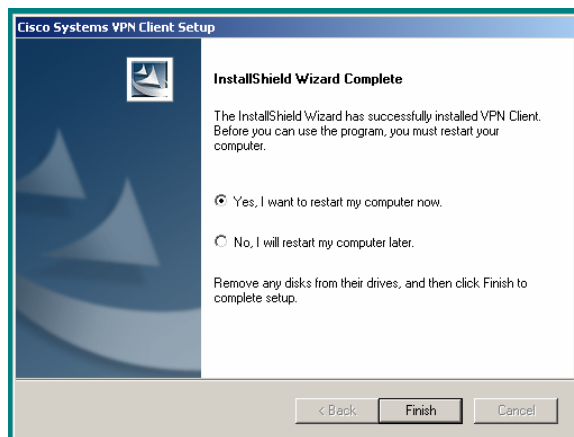 Cisco Systems VPN Client Setup
InstallShield Wizard Complete
The InstallShield Wizard has successfully installed VPN Client.
Before you can use the program, you must restart your
computer.
Yes, I want to restart my computer now.
No, I will restart my computer later.
Remove any disks from their drives, and then click Finish to
complete setup.
< Back Finish Cancel